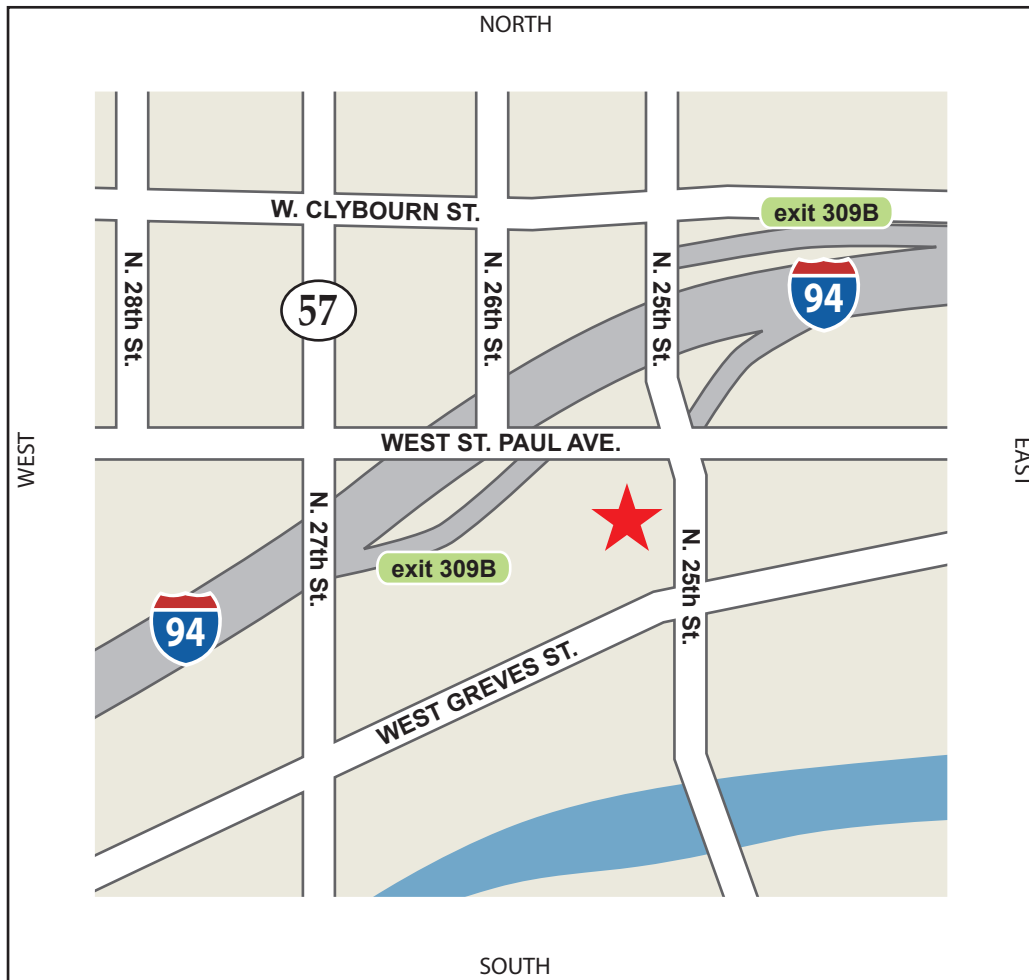 NORTH
W. CLYBOURN ST.
exit 309B
N. 28th St.
57
N. 26th St.
N. 25th St.
94
WEST
WEST ST. PAUL AVE.
EAST
N. 27th St.
exit 309B
N. 25th St.
94
WEST GREVES ST.
SOUTH